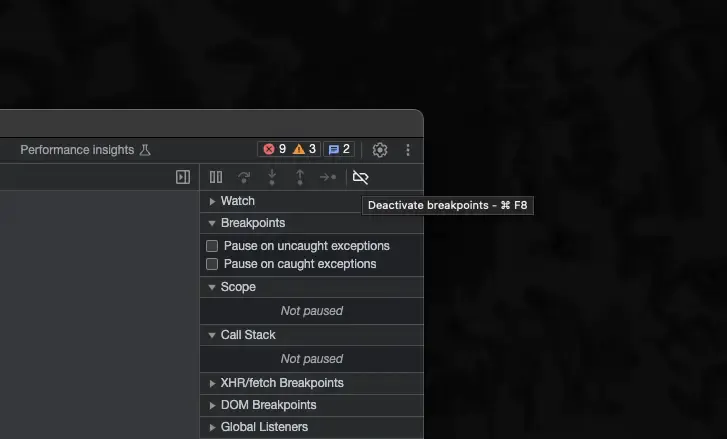 Performance insights
9 3 2
Watch
Deactivate breakpoints - ⌘ F8
Breakpoints
Pause on uncaught exceptions
Pause on caught exceptions
Scope
Not paused
Call Stack
Not paused
XHR/fetch Breakpoints
DOM Breakpoints
Global Listeners